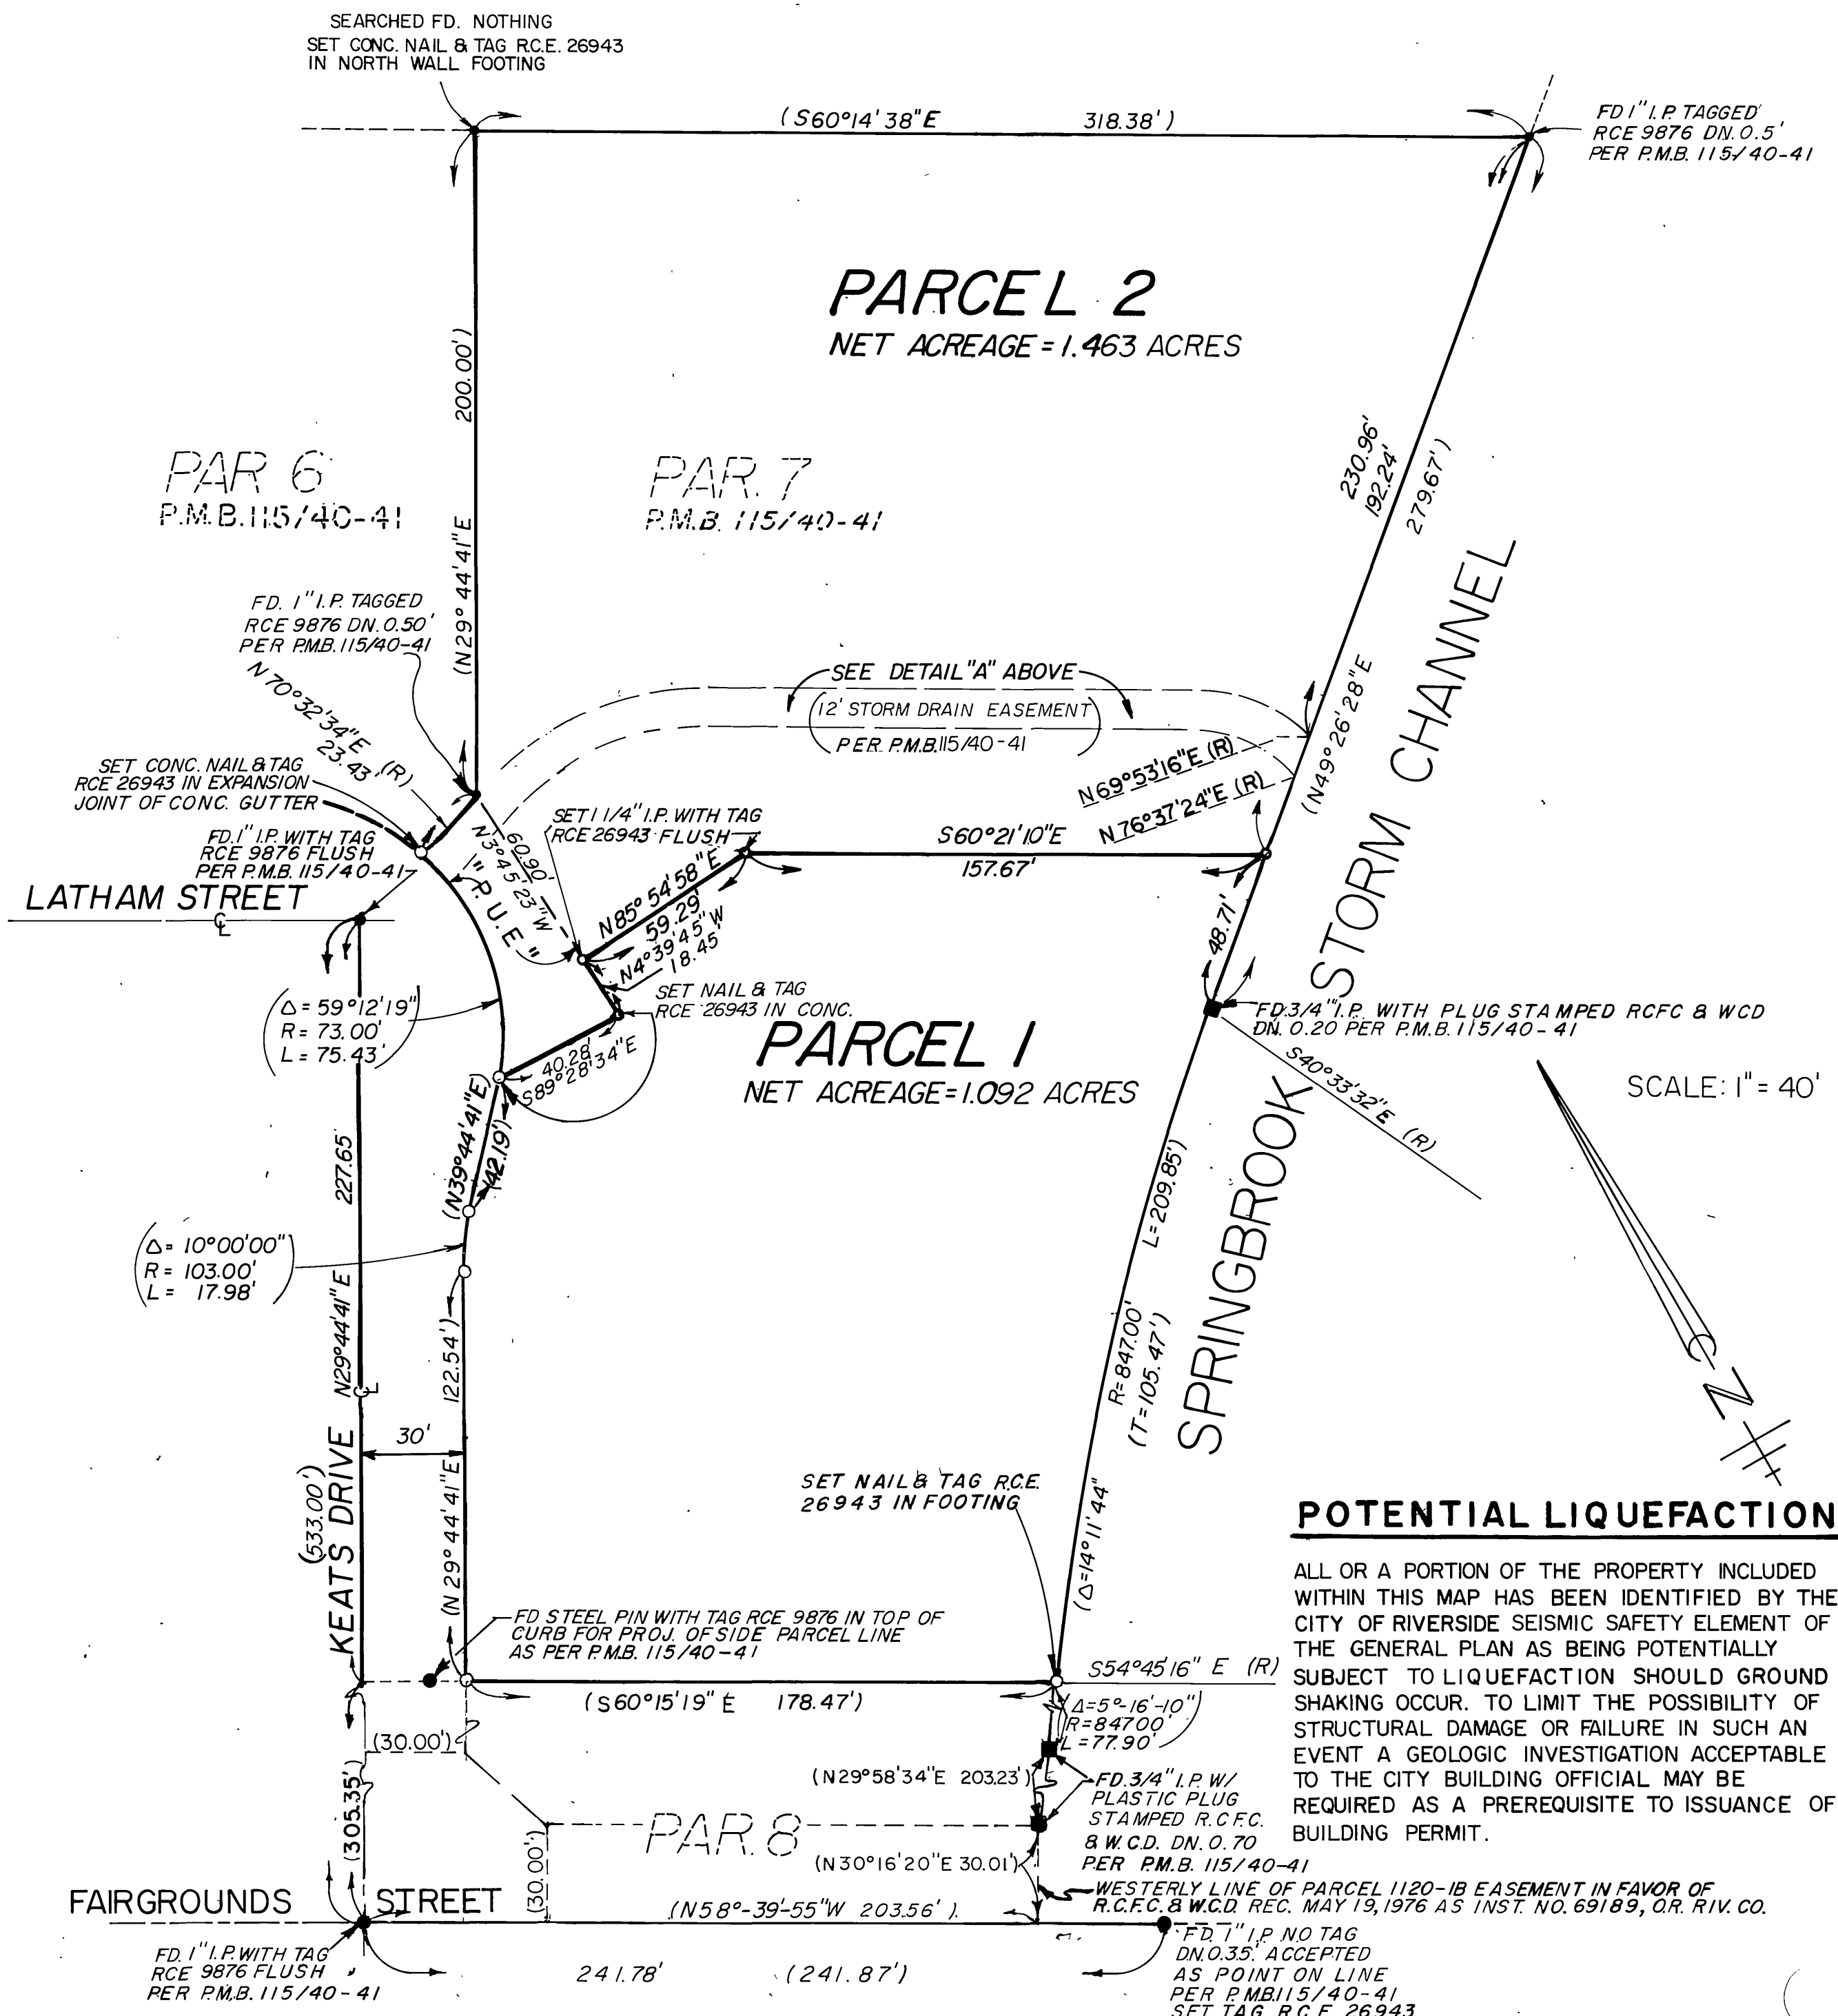 SEARCHED FD. NOTHING
SET CONC. NAIL & TAG R.C.E. 26943
IN NORTH WALL FOOTING
(S60°14'38"E 318.38')
FD 1" I.P. TAGGED
RCE 9876 DN. 0.5'
PER P.M.B. 115/40-41
PARCEL 2
NET ACREAGE = 1.463 ACRES
(N29°44'41"E 200.00')
230.96'
192.24'
279.67')
(N49°26'28"E
PAR 6
P.M.B. 115/40-41
PAR. 7
P.M.B. 115/40-41
FD. 1" I.P. TAGGED
RCE 9876 DN. 0.50'
PER P.M.B. 115/40-41
N70°32'34"E (R)
23.43'
SEE DETAIL "A" ABOVE
(12' STORM DRAIN EASEMENT
PER P.M.B. 115/40-41)
N69°53'16"E (R)
N76°37'24"E (R)
SET CONC. NAIL & TAG
RCE 26943 IN EXPANSION
JOINT OF CONC. GUTTER
FD. 1" I.P. WITH TAG
RCE 9876 FLUSH
PER P.M.B. 115/40-41
SET 1 1/4" I.P. WITH TAG
RCE 26943 FLUSH
60.90'
N3°45'23"W
"P.U.E."
S60°21'10"E
157.67'
N85°54'58"E
59.29'
N4°39'45"W
18.45'
48.71'
LATHAM STREET
℄
SET NAIL & TAG
RCE 26943 IN CONC.
(Δ = 59°12'19"
R = 73.00'
L = 75.43')
40.28'
S89°28'34"E
PARCEL 1
NET ACREAGE=1.092 ACRES
FD. 3/4" I.P. WITH PLUG STAMPED RCFC & WCD
DN. 0.20 PER P.M.B. 115/40-41
S40°33'32"E (R)
SCALE: 1" = 40'
N
(N39°44'41"E)
(42.19')
(Δ = 10°00'00"
R = 103.00'
L = 17.98')
N29°44'41"E 227.65'
℄
KEATS DRIVE
(533.00')
30'
(N29°44'41"E 122.54')
L=209.85')
R=847.00'
(T=105.47')
(Δ=14°11'44"
SPRINGBROOK STORM CHANNEL
SET NAIL & TAG R.C.E.
26943 IN FOOTING
POTENTIAL LIQUEFACTION
ALL OR A PORTION OF THE PROPERTY INCLUDED
WITHIN THIS MAP HAS BEEN IDENTIFIED BY THE
CITY OF RIVERSIDE SEISMIC SAFETY ELEMENT OF
THE GENERAL PLAN AS BEING POTENTIALLY
SUBJECT TO LIQUEFACTION SHOULD GROUND
SHAKING OCCUR. TO LIMIT THE POSSIBILITY OF
STRUCTURAL DAMAGE OR FAILURE IN SUCH AN
EVENT A GEOLOGIC INVESTIGATION ACCEPTABLE
TO THE CITY BUILDING OFFICIAL MAY BE
REQUIRED AS A PREREQUISITE TO ISSUANCE OF
BUILDING PERMIT.
FD STEEL PIN WITH TAG RCE 9876 IN TOP OF
CURB FOR PROJ. OF SIDE PARCEL LINE
AS PER P.M.B. 115/40-41
S54°45'16" E (R)
(S60°15'19" E 178.47')
(Δ=5°-16'-10"
R=847.00'
L=77.90')
(30.00')
(305.35')
(30.00')
(N29°58'34"E 203.23')
FD. 3/4" I.P. W/
PLASTIC PLUG
STAMPED R.C.F.C.
& W.C.D. DN. 0.70
PER P.M.B. 115/40-41
PAR. 8
(N30°16'20"E 30.01')
WESTERLY LINE OF PARCEL 1120-1B EASEMENT IN FAVOR OF
R.C.F.C. & W.C.D. REC. MAY 19, 1976 AS INST. NO. 69189, O.R. RIV. CO.
FAIRGROUNDS STREET
(N58°-39'-55"W 203.56')
FD. 1" I.P. WITH TAG
RCE 9876 FLUSH
PER P.M.B. 115/40-41
241.78' (241.87')
FD. 1" I.P. NO TAG
DN. 0.35' ACCEPTED
AS POINT ON LINE
PER P.M.B. 115/40-41
SET TAG R.C.E. 26943